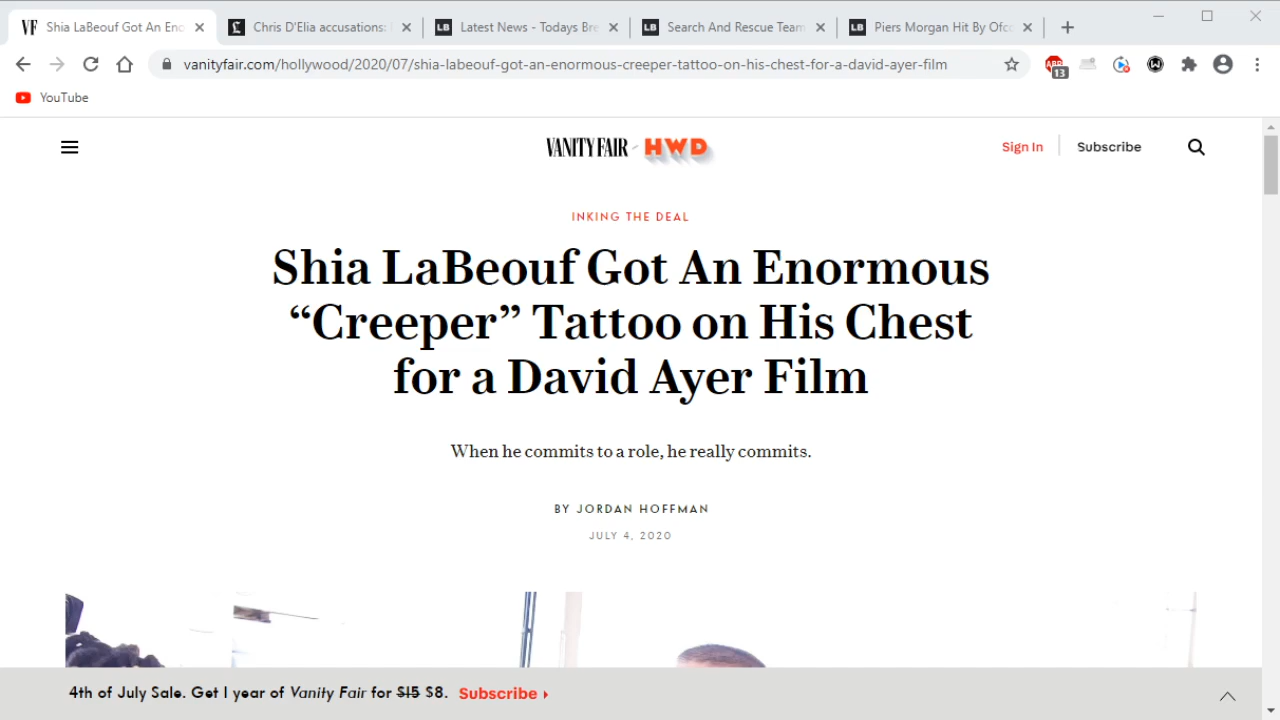 Shia LaBeouf Got An Eno
Chris D'Elia accusations:
Latest News - Todays Bre
Search And Rescue Team
Piers Morgan Hit By Ofco
vanityfair.com/hollywood/2020/07/shia-labeouf-got-an-enormous-creeper-tattoo-on-his-chest-for-a-david-ayer-film
13
YouTube
VANITY FAIR HWD
Sign In
Subscribe
INKING THE DEAL
Shia LaBeouf Got An Enormous
“Creeper” Tattoo on His Chest
for a David Ayer Film
When he commits to a role, he really commits.
BY JORDAN HOFFMAN
JULY 4, 2020
4th of July Sale. Get 1 year of Vanity Fair for $15 $8. Subscribe